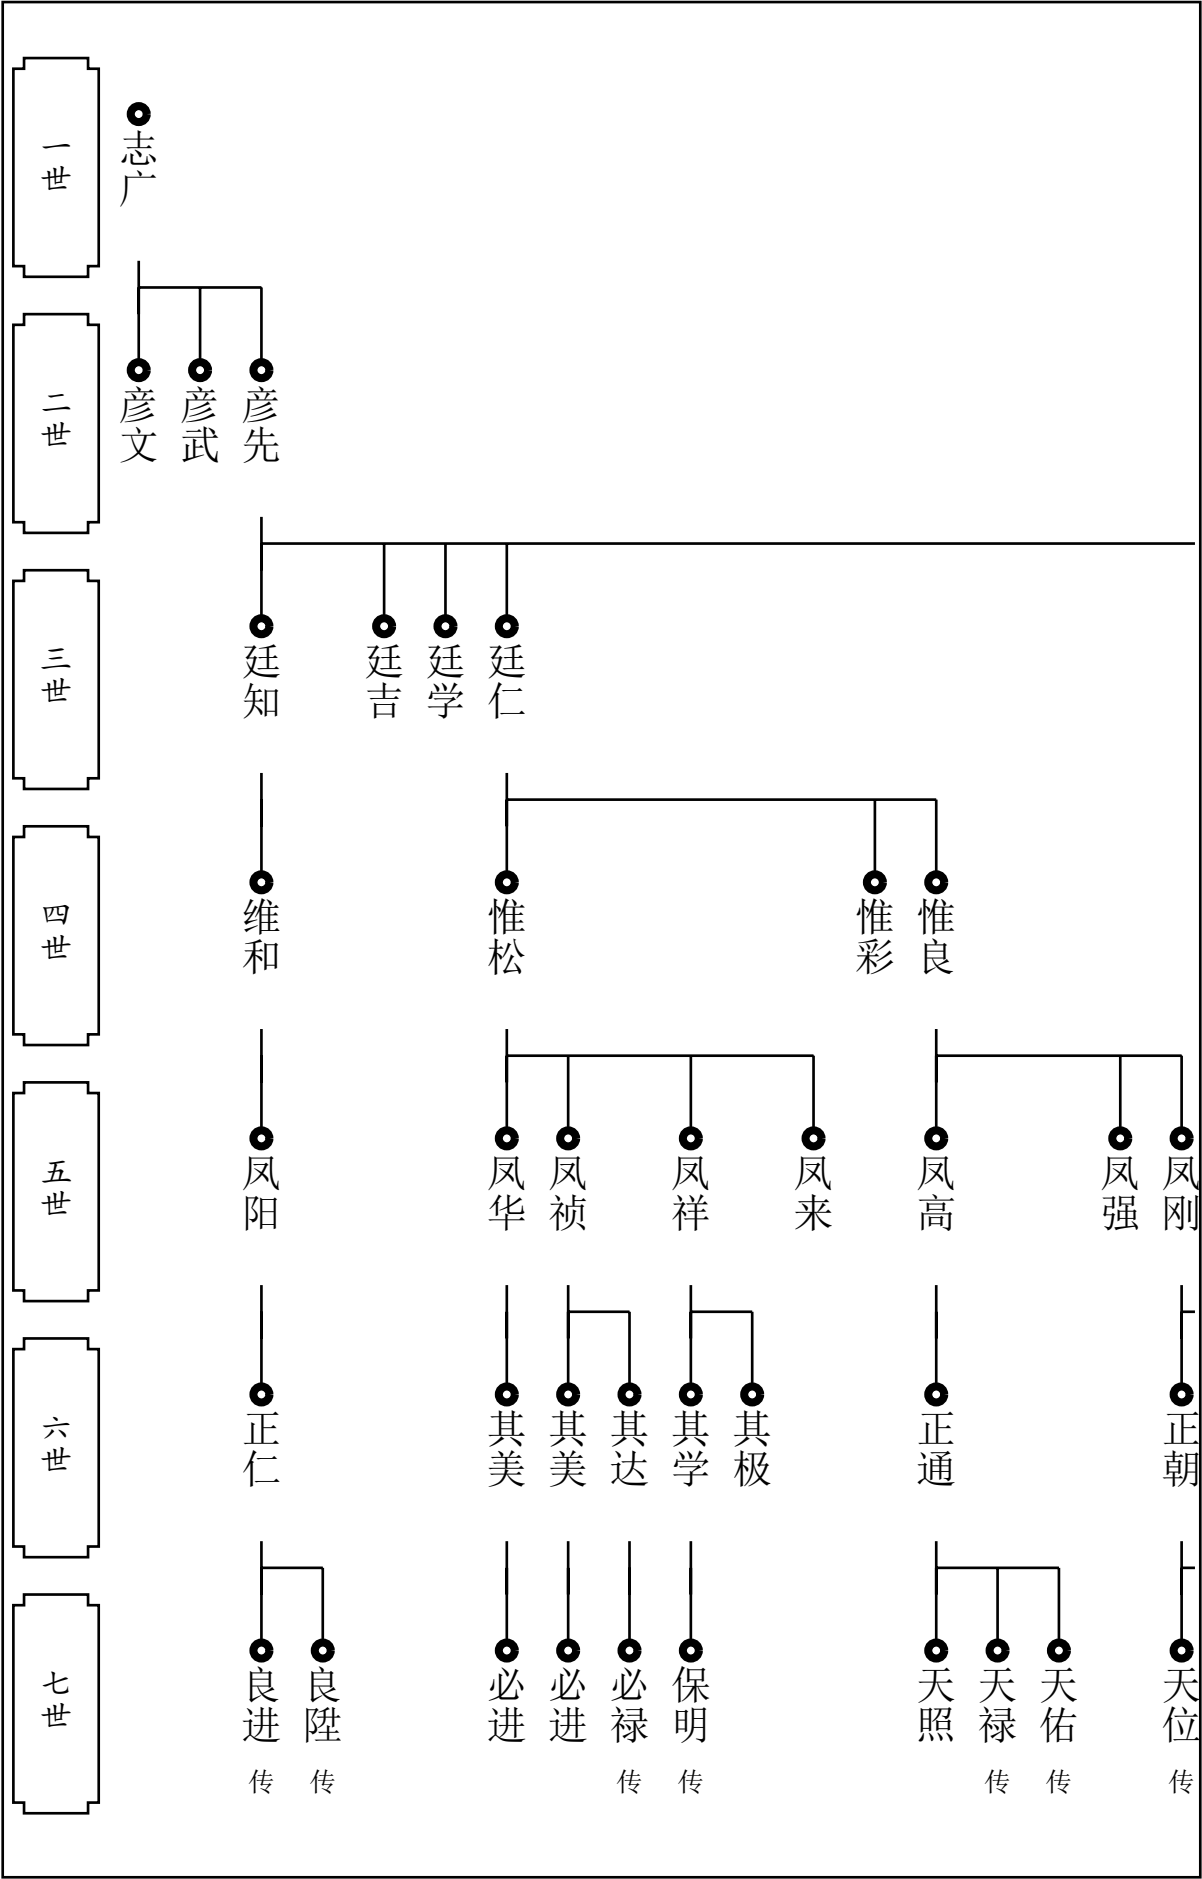 一世
志广
二世
彦文
彦武
彦先
三世
廷知
廷吉
廷学
廷仁
四世
维和
惟松
惟彩
惟良
五世
凤阳
凤华
凤祯
凤祥
凤来
凤高
凤强
凤刚
六世
正仁
其美
其美
其达
其学
其极
正通
正朝
七世
良进
传
良陞
传
必进
必进
必禄
传
保明
传
天照
天禄
传
天佑
传
天位
传